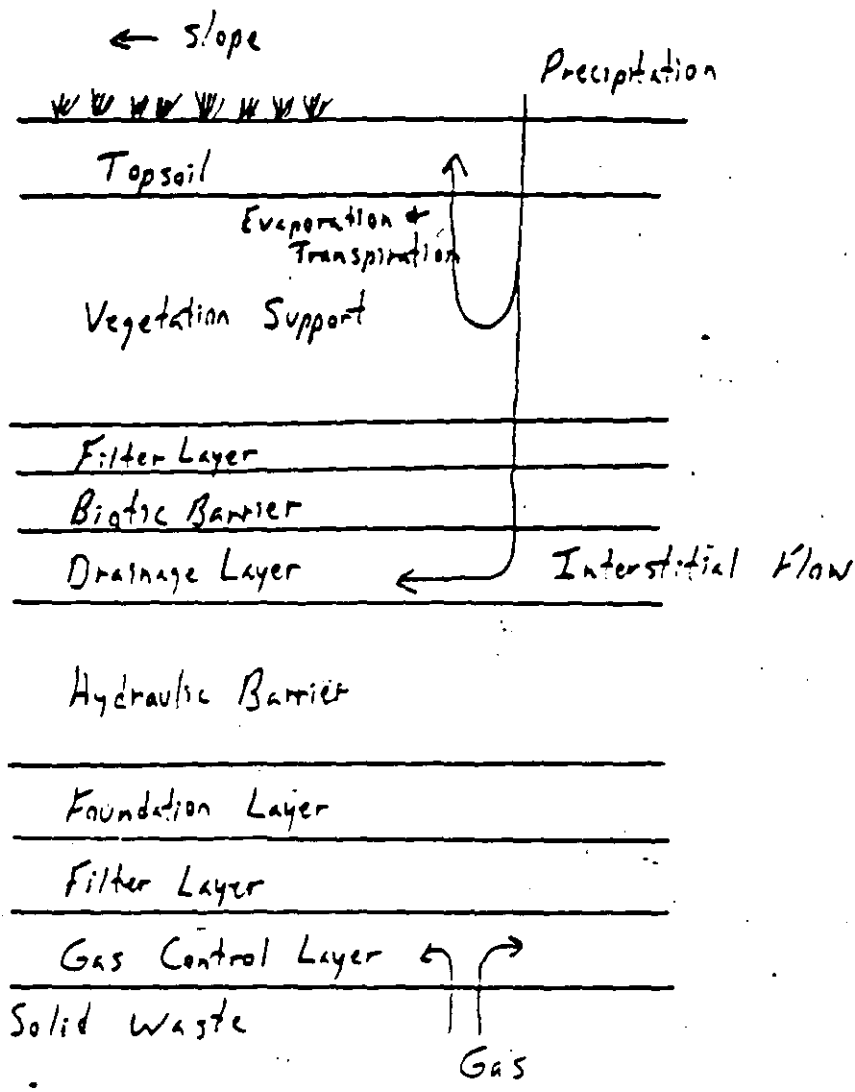 ← slope
Precipitation
Topsoil
Evaporation +
Transpiration
Vegetation Support
Filter Layer
Biotic Barrier
Drainage Layer
Interstitial Flow
Hydraulic Barrier
Foundation Layer
Filter Layer
Gas Control Layer
Solid Waste
Gas